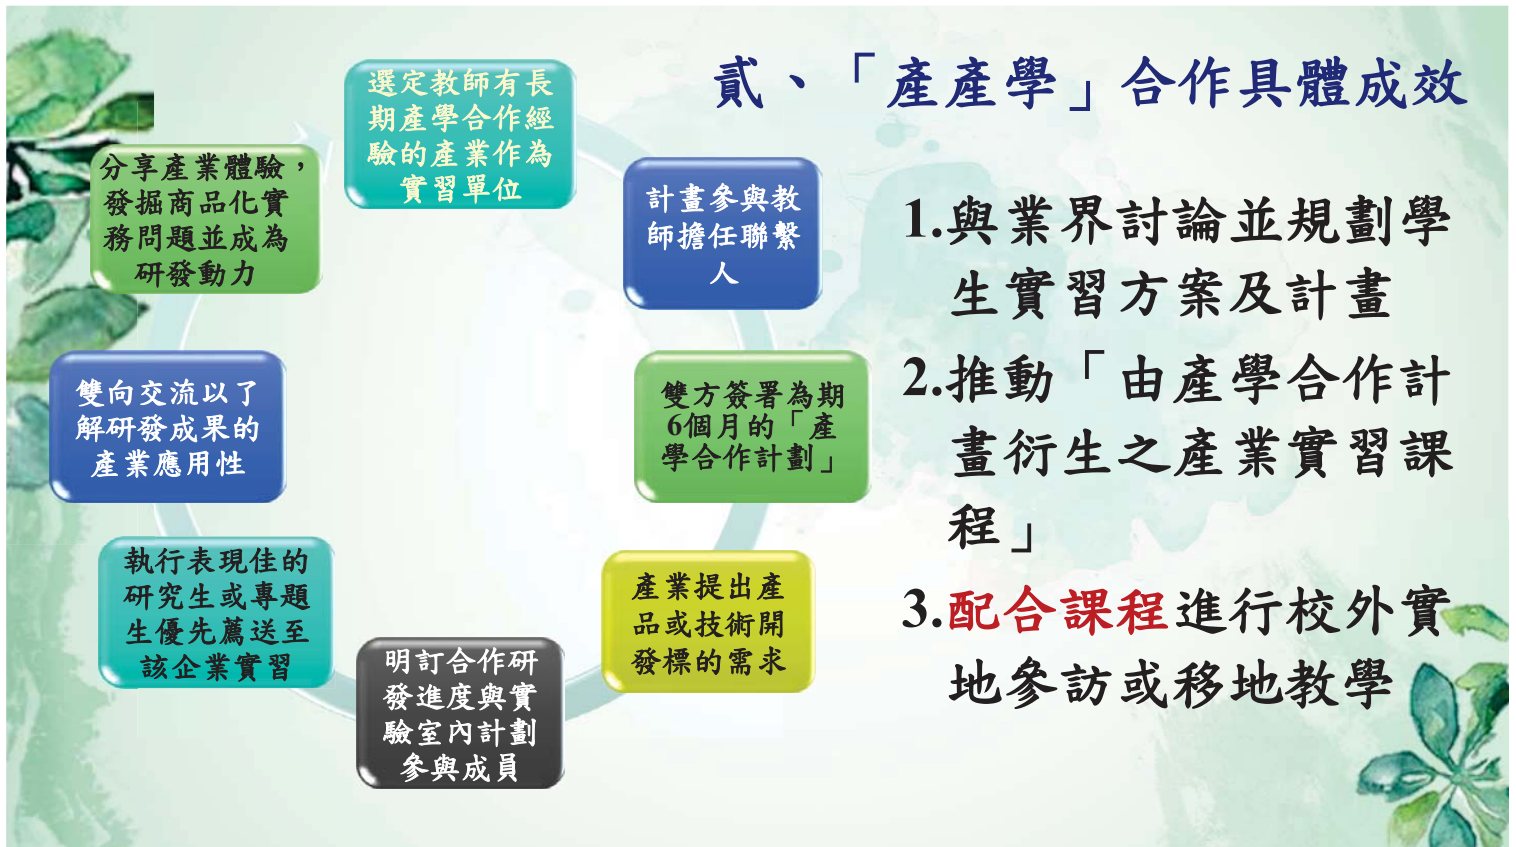 貳、「產產學」合作具體成效
選定教師有長
期產學合作經
驗的產業作為
實習單位
計畫參與教
師擔任聯繫
人
雙方簽署為期
6個月的「產
學合作計劃」
產業提出產
品或技術開
發標的需求
明訂合作研
發進度與實
驗室內計劃
參與成員
執行表現佳的
研究生或專題
生優先薦送至
該企業實習
雙向交流以了
解研發成果的
產業應用性
分享產業體驗，
發掘商品化實
務問題並成為
研發動力
1.與業界討論並規劃學
生實習方案及計畫
2.推動「由產學合作計
畫衍生之產業實習課
程」
3.配合課程進行校外實
地參訪或移地教學